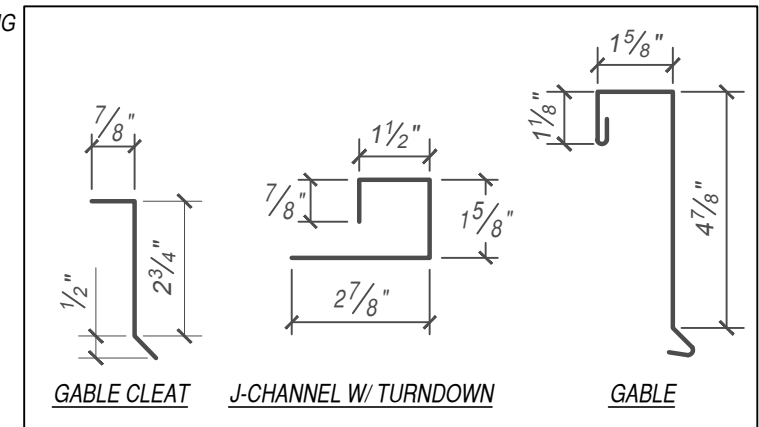 NG
7/8"
1/2"
2 3/4"
GABLE CLEAT
1 1/2"
7/8"
1 5/8"
2 7/8"
J-CHANNEL W/ TURNDOWN
1 5/8"
1 1/8"
4 7/8"
GABLE